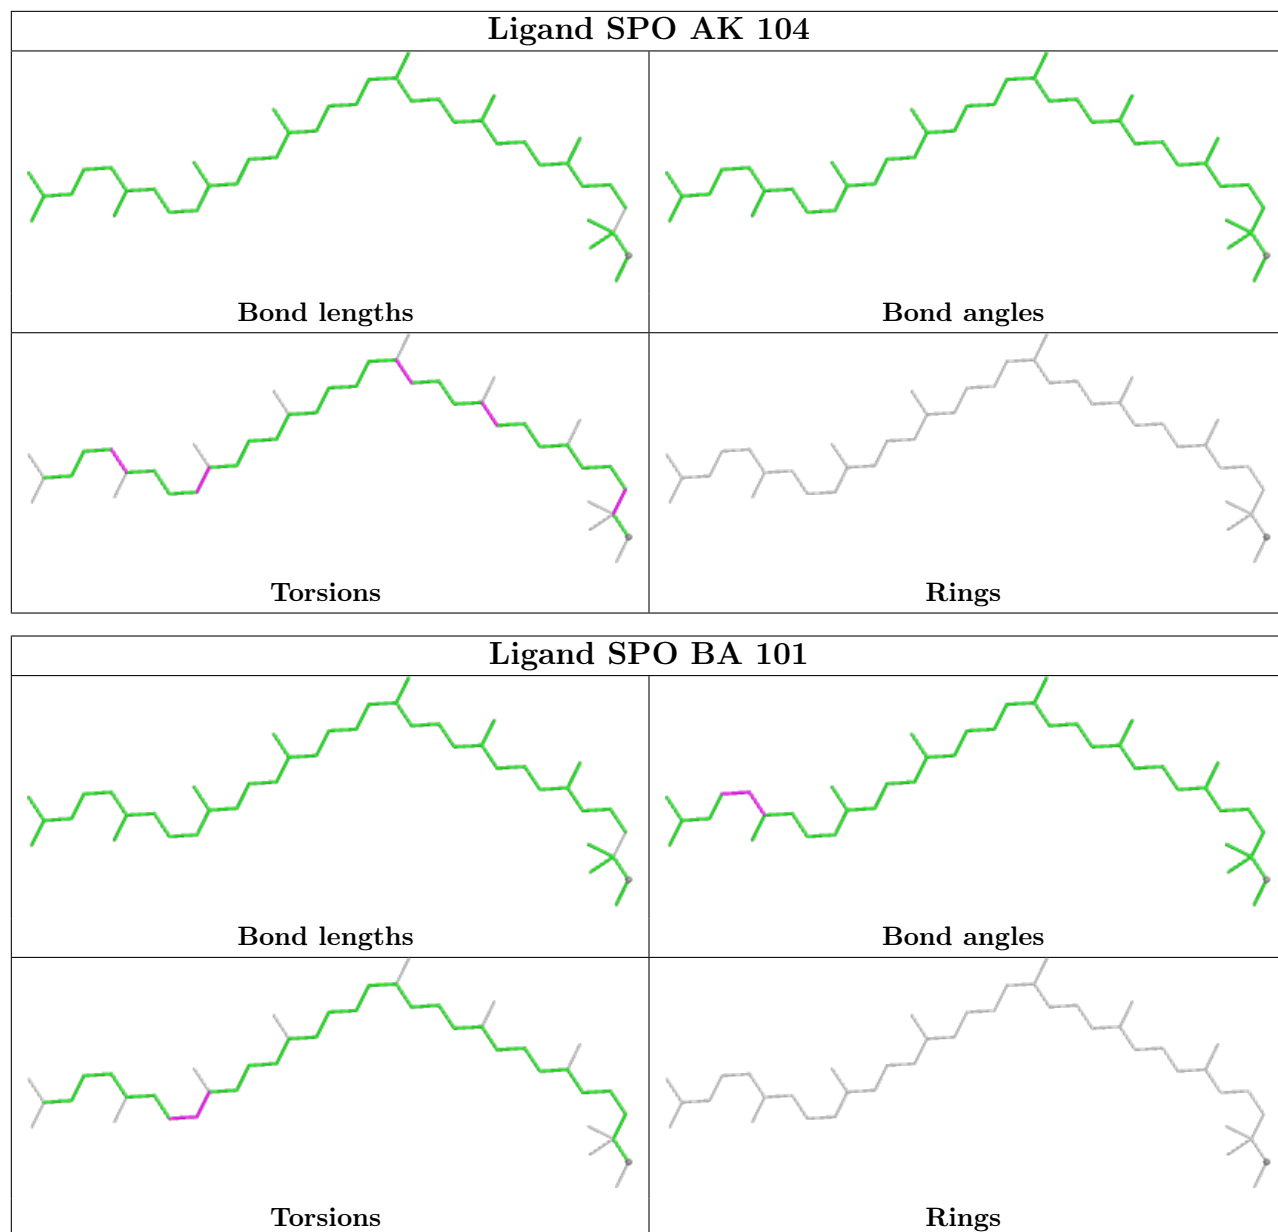 Ligand SPO AK 104
Bond lengths
Bond angles
Torsions
Rings
Ligand SPO BA 101
Bond lengths
Bond angles
Torsions
Rings